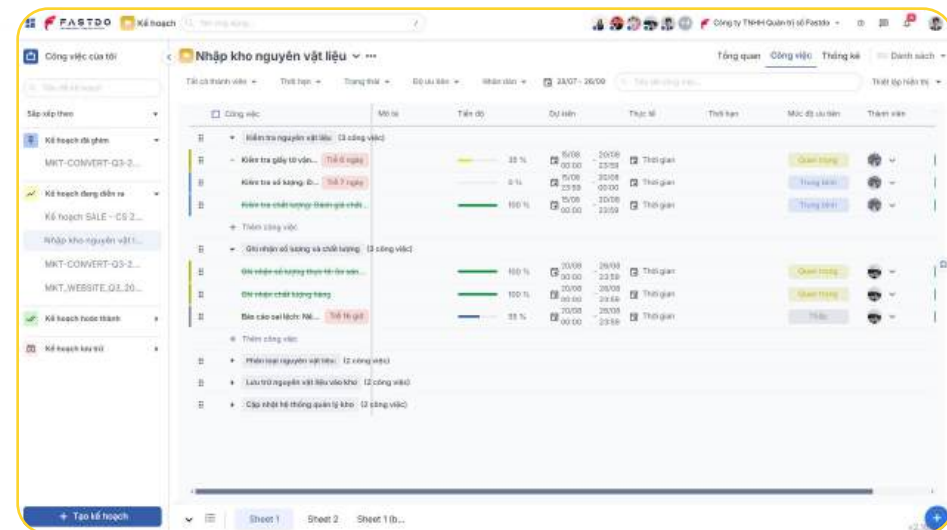 FASTDO Kế hoạch Tìm ứng dụng... / Công ty TNHH Quản trị số Fastdo
Công việc của tôi
Nhập kho nguyên vật liệu
Tổng quan Công việc Thống kê Danh sách
Tất cả thành viên Thời hạn Trạng thái Độ ưu tiên Nhãn dán 23/07 - 26/09 Thiết lập hiển thị
Sắp xếp theo
Công việc Mô tả Tiến độ Dự kiến Thực tế Thời hạn Mức độ ưu tiên Thành viên
Kế hoạch đã ghim
MKT-CONVERT-Q3-2...
Kế hoạch đang diễn ra
Kế hoạch SALE - CS 2...
Nhập kho nguyên vật l...
MKT-CONVERT-Q3-2...
MKT_WEBSITE_Q3_20...
Kế hoạch hoàn thành
Kế hoạch lưu trữ
+ Tạo kế hoạch
Kiểm tra nguyên vật liệu (3 công việc)
Kiểm tra giấy tờ vận... Trễ 6 ngày 35 % 15/08 00:00 - 20/08 23:59 Thời gian Quan trọng
Kiểm tra số lượng: Đ... Trễ 7 ngày 0 % 15/08 23:59 - 20/08 00:00 Thời gian Trung bình
Kiểm tra chất lượng: Đánh giá chất... 100 % 15/08 00:00 - 20/08 23:59 Thời gian Trung bình
+ Thêm công việc
Ghi nhận số lượng và chất lượng (3 công việc)
Ghi nhận số lượng thực tế: 100 % 20/08 00:00 - 26/08 23:59 Thời gian Quan trọng
Ghi nhận chất lượng hàng 100 % 20/08 00:00 - 26/08 23:59 Thời gian Quan trọng
Báo cáo sai lệch: Nế... Trễ 16 giờ 55 % 20/08 00:00 - 26/08 23:59 Thời gian Thấp
+ Thêm công việc
Phân loại nguyên vật liệu (2 công việc)
Lưu trữ nguyên vật liệu vào kho (2 công việc)
Cập nhật hệ thống quản lý kho (2 công việc)
Sheet 1 Sheet 2 Sheet 1 (b...